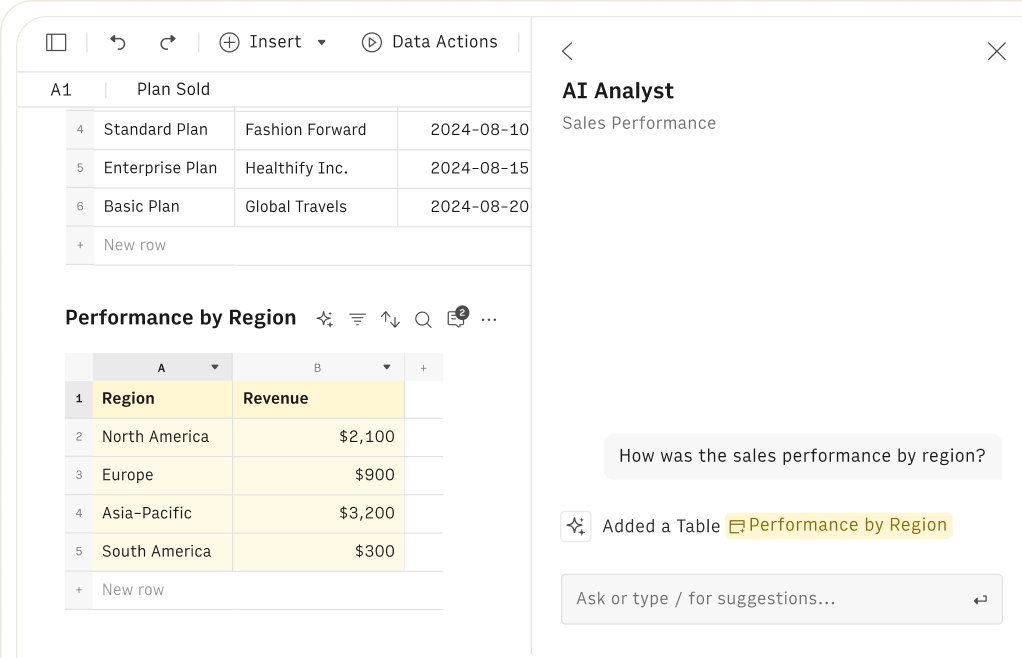 Insert
Data Actions
A1
Plan Sold
4 Standard Plan Fashion Forward 2024-08-10
5 Enterprise Plan Healthify Inc. 2024-08-15
6 Basic Plan Global Travels 2024-08-20
+ New row
Performance by Region 2
A B +
1 Region Revenue
2 North America $2,100
3 Europe $900
4 Asia-Pacific $3,200
5 South America $300
+ New row
AI Analyst
Sales Performance
How was the sales performance by region?
Added a Table Performance by Region
Ask or type / for suggestions...